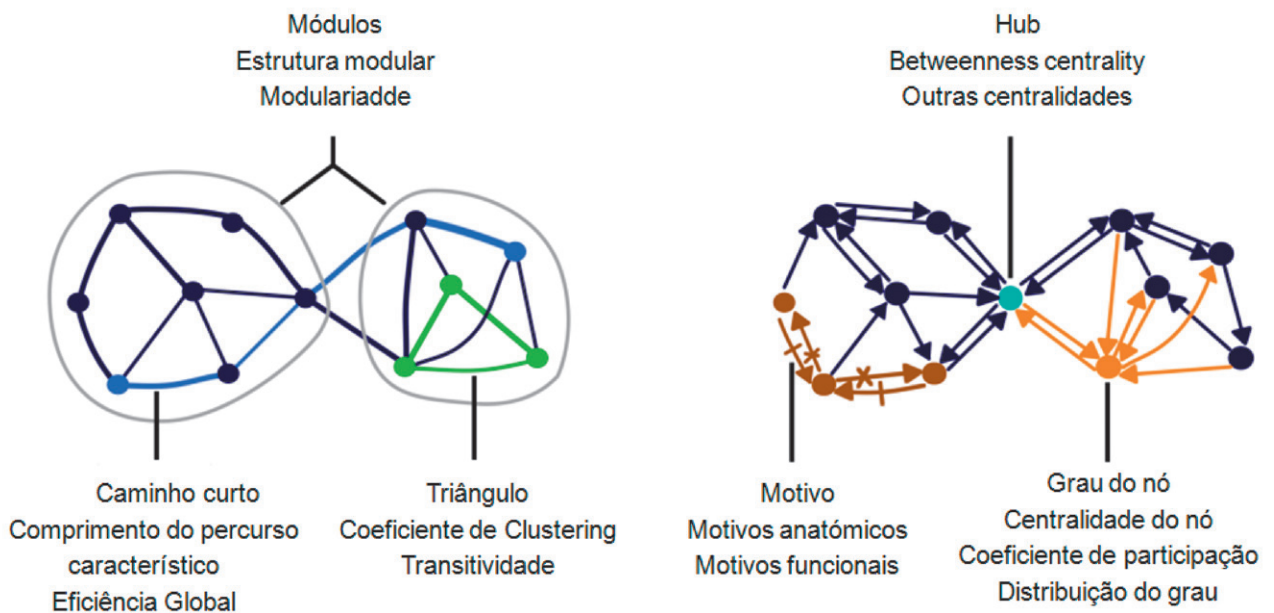 Módulos
Estrutura modular
Modulariadde
Hub
Betweenness centrality
Outras centralidades
Caminho curto
Comprimento do percurso
característico
Eficiência Global
Triângulo
Coeficiente de Clustering
Transitividade
Motivo
Motivos anatómicos
Motivos funcionais
Grau do nó
Centralidade do nó
Coeficiente de participação
Distribuição do grau